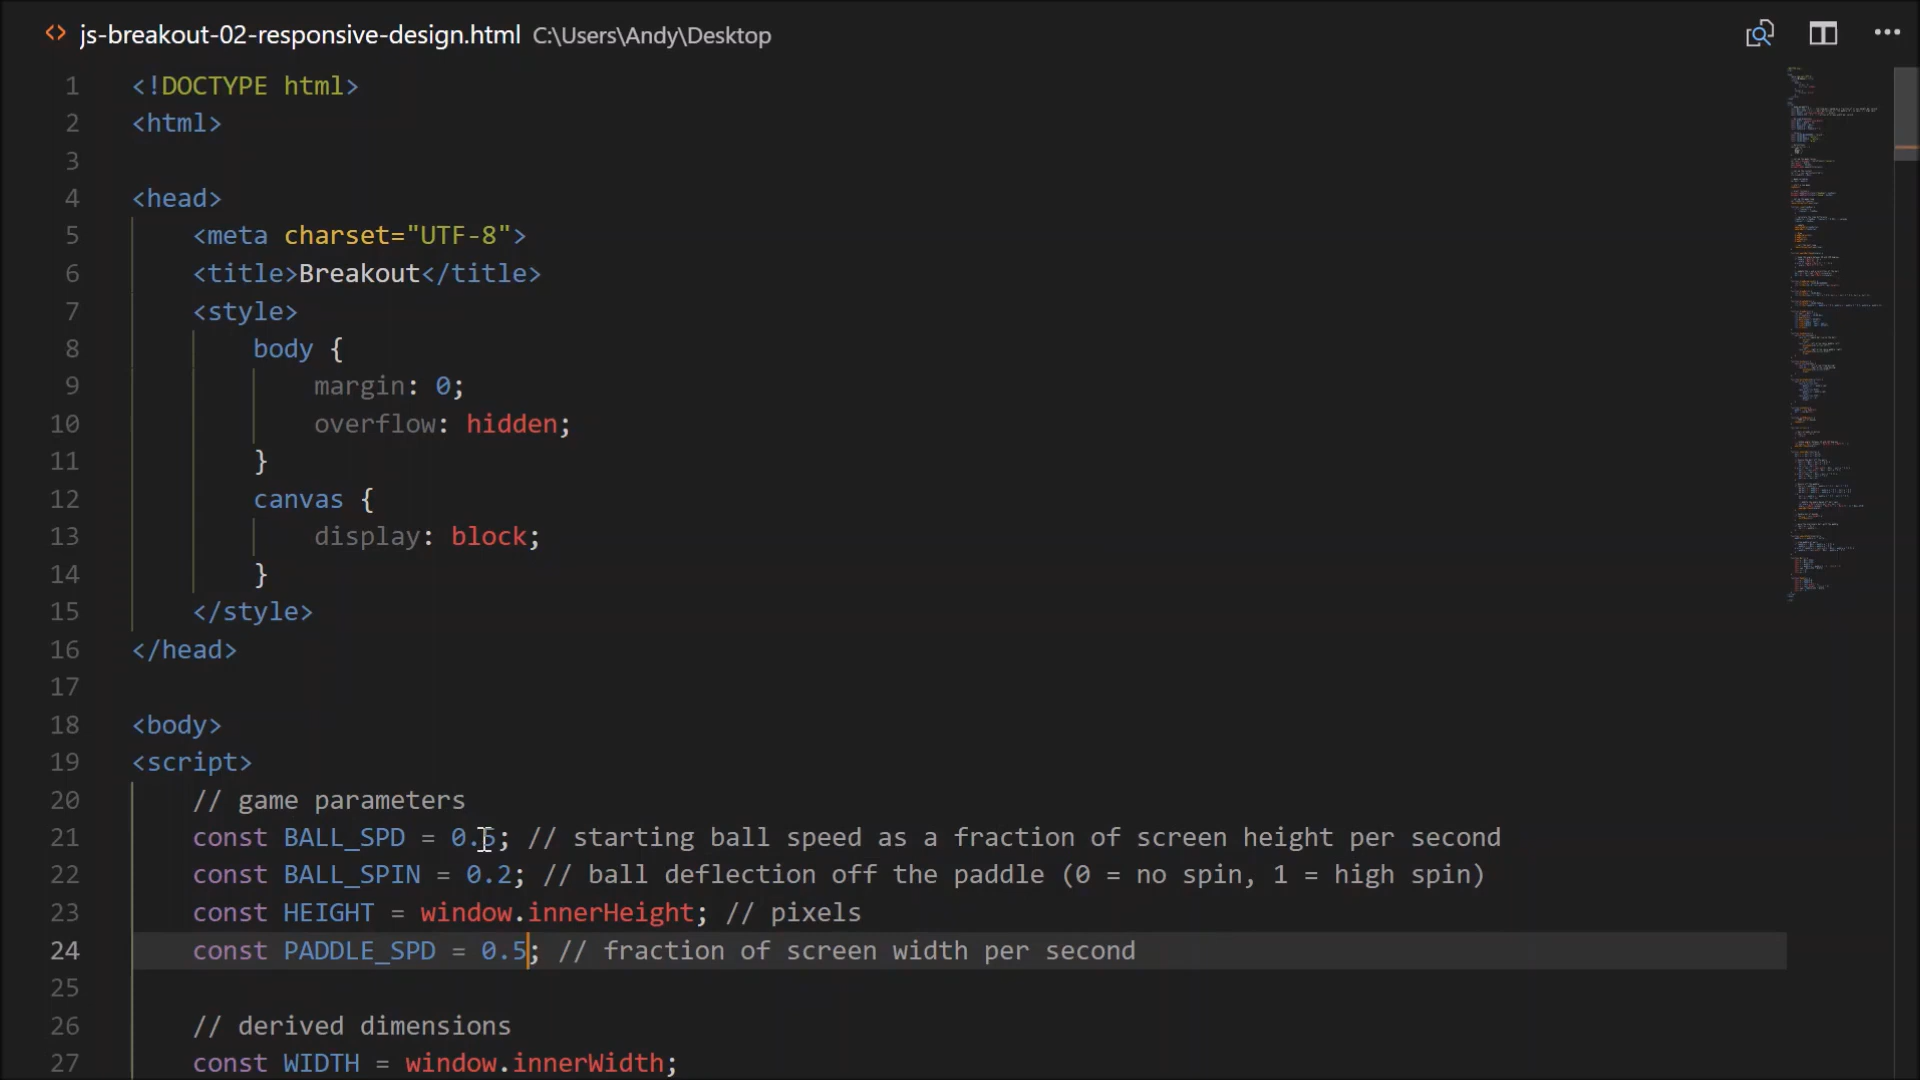 js-breakout-02-responsive-design.html C:\Users\Andy\Desktop
1 <!DOCTYPE html>
2 <html>
3
4 <head>
5 <meta charset="UTF-8">
6 <title>Breakout</title>
7 <style>
8 body {
9 margin: 0;
10 overflow: hidden;
11 }
12 canvas {
13 display: block;
14 }
15 </style>
16 </head>
17
18 <body>
19 <script>
20 // game parameters
21 const BALL_SPD = 0.5; // starting ball speed as a fraction of screen height per second
22 const BALL_SPIN = 0.2; // ball deflection off the paddle (0 = no spin, 1 = high spin)
23 const HEIGHT = window.innerHeight; // pixels
24 const PADDLE_SPD = 0.5; // fraction of screen width per second
25
26 // derived dimensions
27 const WIDTH = window.innerWidth;